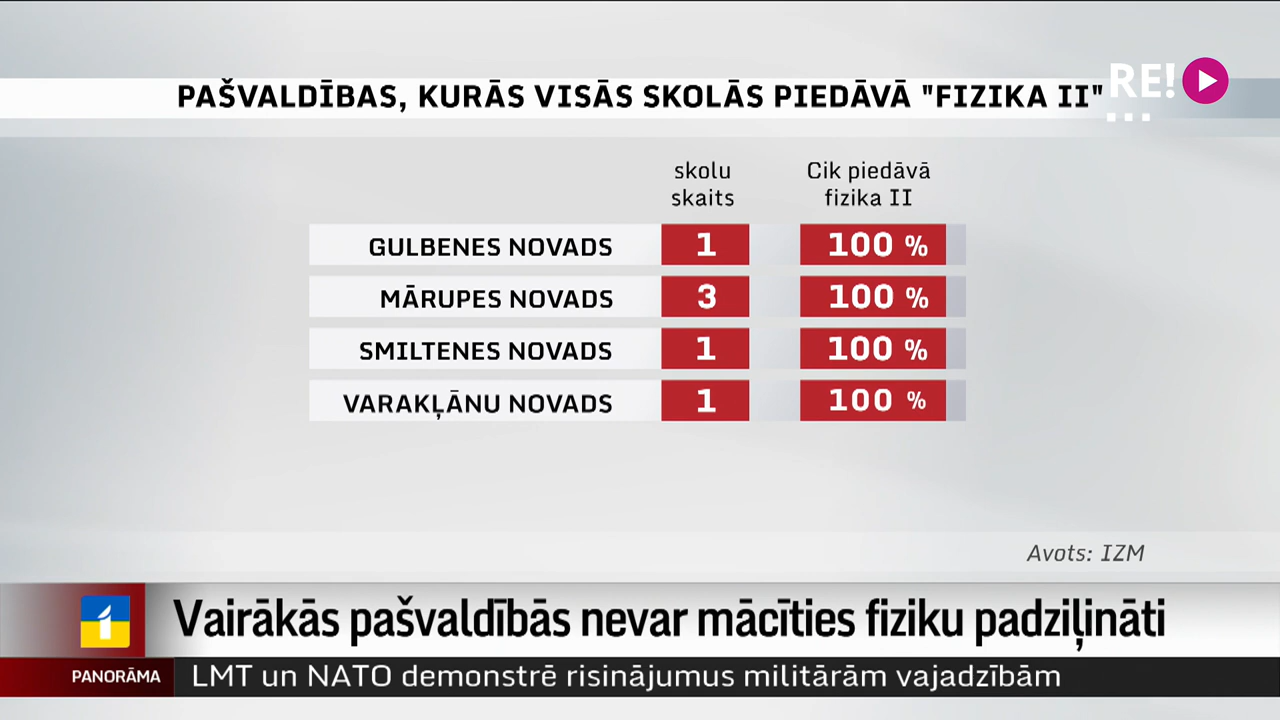 PAŠVALDĪBAS, KURĀS VISĀS SKOLĀS PIEDĀVĀ "FIZIKA II"
RE!
skolu skaits
Cik piedāvā fizika II
GULBENES NOVADS 1 100 %
MĀRUPES NOVADS 3 100 %
SMILTENES NOVADS 1 100 %
VARAKĻĀNU NOVADS 1 100 %
Avots: IZM
1 Vairākās pašvaldībās nevar mācīties fiziku padziļināti
PANORĀMA LMT un NATO demonstrē risinājumus militārām vajadzībām